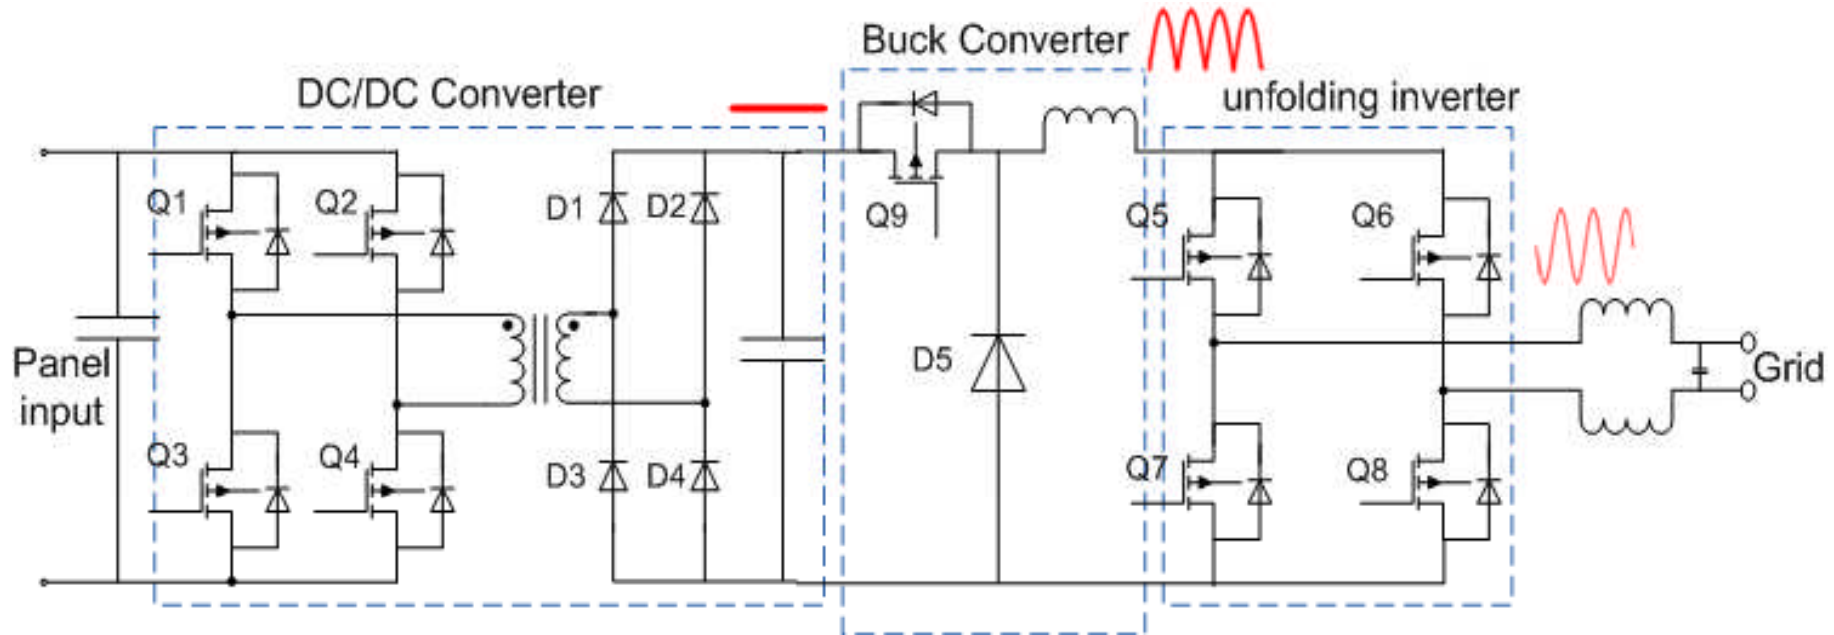 Buck Converter
DC/DC Converter
unfolding inverter
Q1
Q2
D1
D2
Q9
Q5
Q6
Panel
input
D5
Grid
Q3
Q4
D3
D4
Q7
Q8